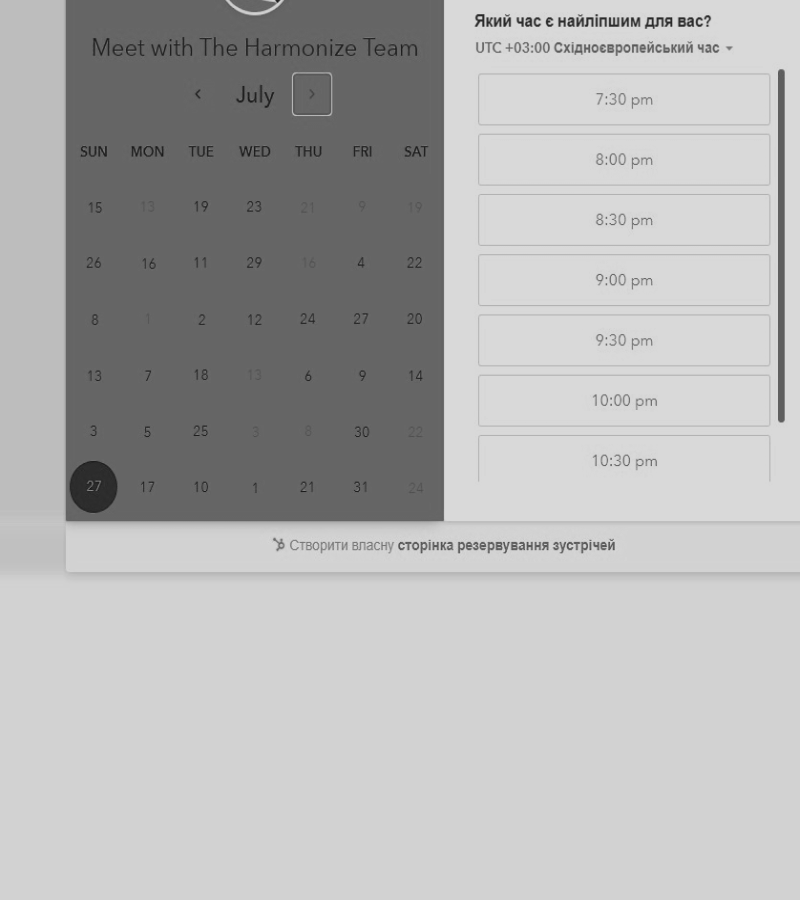 Meet with The Harmonize Team
July
SUN MON TUE WED THU FRI SAT
15 13 19 23 21 9 19
26 16 11 29 16 4 22
8 1 2 12 24 27 20
13 7 18 13 6 9 14
3 5 25 3 8 30 22
27 17 10 1 21 31 24
Який час є найліпшим для вас?
UTC +03:00 Східноєвропейський час
7:30 pm
8:00 pm
8:30 pm
9:00 pm
9:30 pm
10:00 pm
10:30 pm
Створити власну сторінка резервування зустрічей